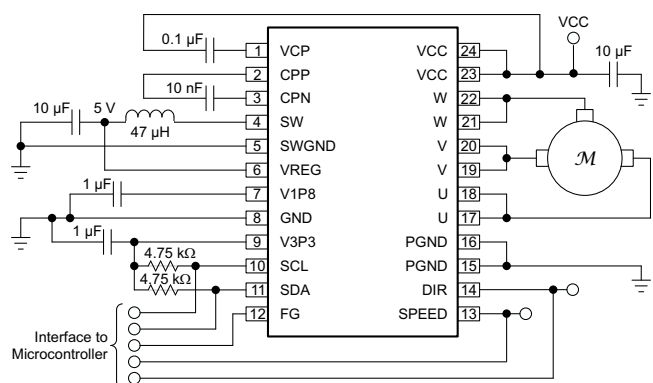 VCC
0.1 µF
10 µF
1 VCP VCC 24
2 CPP VCC 23
10 nF
3 CPN W 22
10 µF
5 V
47 µH
4 SW W 21
5 SWGND V 20
6 VREG V 19
M
1 µF
7 V1P8 U 18
8 GND U 17
1 µF
9 V3P3 PGND 16
4.75 kΩ
10 SCL PGND 15
4.75 kΩ
11 SDA DIR 14
12 FG SPEED 13
Interface to
Microcontroller